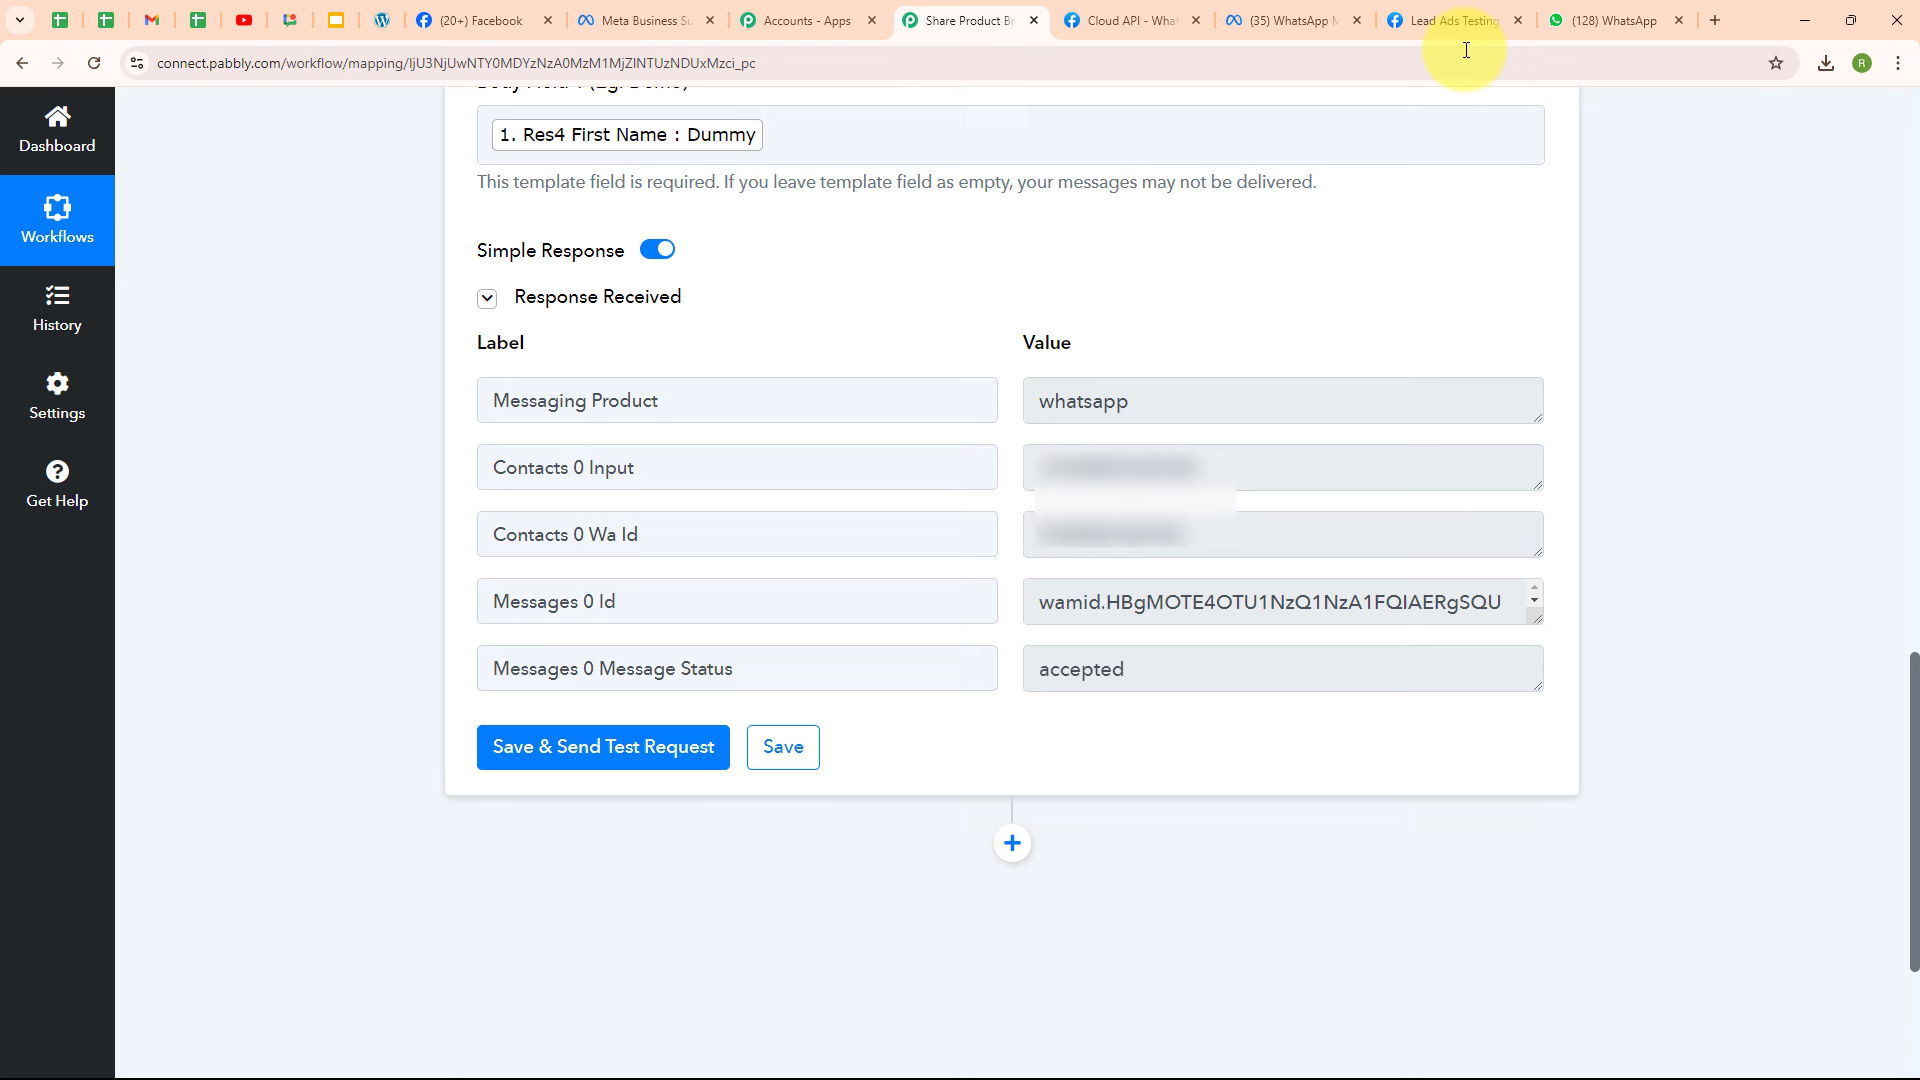 (20+) Facebook
Meta Business Su
Accounts - Apps
Share Product Br
Cloud API - What
(35) WhatsApp M
Lead Ads Testing
(128) WhatsApp
connect.pabbly.com/workflow/mapping/IjU3NjUwNTY0MDYzNzA0MzM1MjZlNTUzNDUxMzci_pc
R
Dashboard
Workflows
History
Settings
Get Help
1. Res4 First Name : Dummy
This template field is required. If you leave template field as empty, your messages may not be delivered.
Simple Response
Response Received
Label
Value
Messaging Product
whatsapp
Contacts 0 Input
Contacts 0 Wa Id
Messages 0 Id
wamid.HBgMOTE4OTU1NzQ1NzA1FQIAERgSQU
Messages 0 Message Status
accepted
Save & Send Test Request
Save